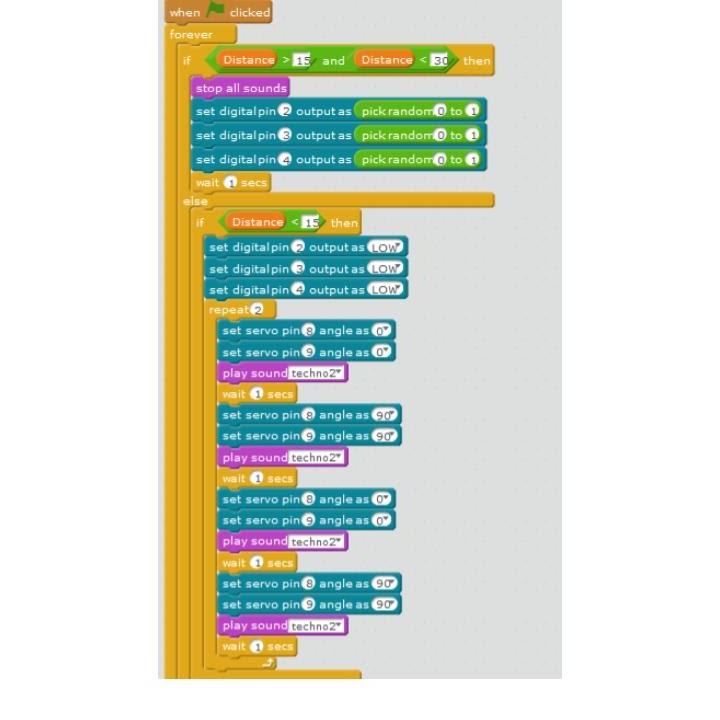 when clicked
forever
if Distance > 15 and Distance < 30 then
stop all sounds
set digital pin 2 output as pick random 0 to 1
set digital pin 3 output as pick random 0 to 1
set digital pin 4 output as pick random 0 to 1
wait 1 secs
else
if Distance < 15 then
set digital pin 2 output as LOW
set digital pin 3 output as LOW
set digital pin 4 output as LOW
repeat 2
set servo pin 8 angle as 0
set servo pin 9 angle as 0
play sound techno2
wait 1 secs
set servo pin 8 angle as 90
set servo pin 9 angle as 90
play sound techno2
wait 1 secs
set servo pin 8 angle as 0
set servo pin 9 angle as 0
play sound techno2
wait 1 secs
set servo pin 8 angle as 90
set servo pin 9 angle as 90
play sound techno2
wait 1 secs